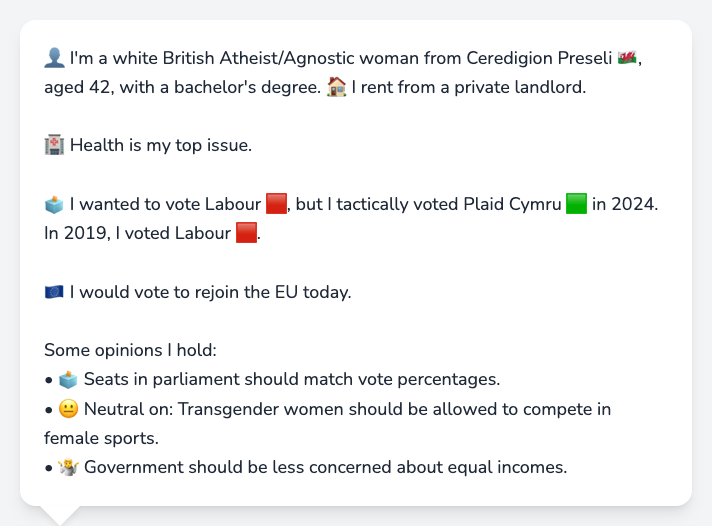 👤 I'm a white British Atheist/Agnostic woman from Ceredigion Preseli 🏴󠁧󠁢󠁷󠁬󠁳󠁿,
aged 42, with a bachelor's degree. 🏠 I rent from a private landlord.
🏥 Health is my top issue.
🗳️ I wanted to vote Labour 🟥, but I tactically voted Plaid Cymru 🟩 in 2024.
In 2019, I voted Labour 🟥.
🇪🇺 I would vote to rejoin the EU today.
Some opinions I hold:
• 🗳️ Seats in parliament should match vote percentages.
• 😐 Neutral on: Transgender women should be allowed to compete in
female sports.
• 🤷 Government should be less concerned about equal incomes.